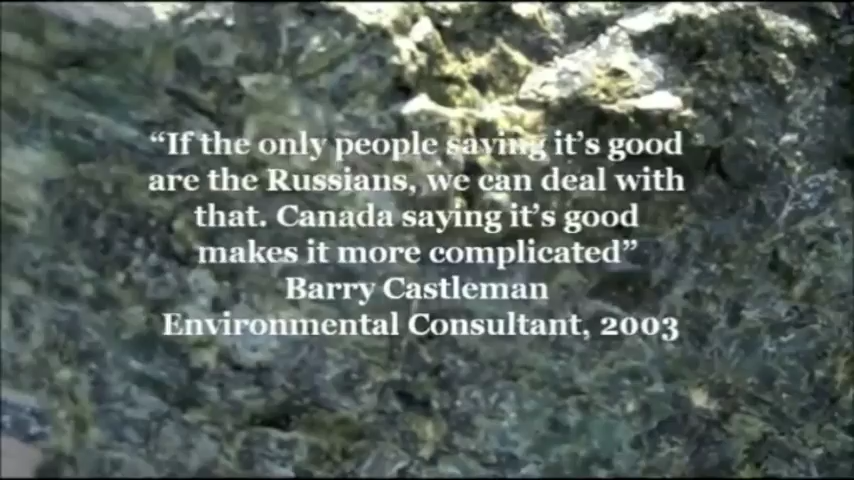 “If the only people saying it’s good
are the Russians, we can deal with
that. Canada saying it’s good
makes it more complicated”
Barry Castleman
Environmental Consultant, 2003